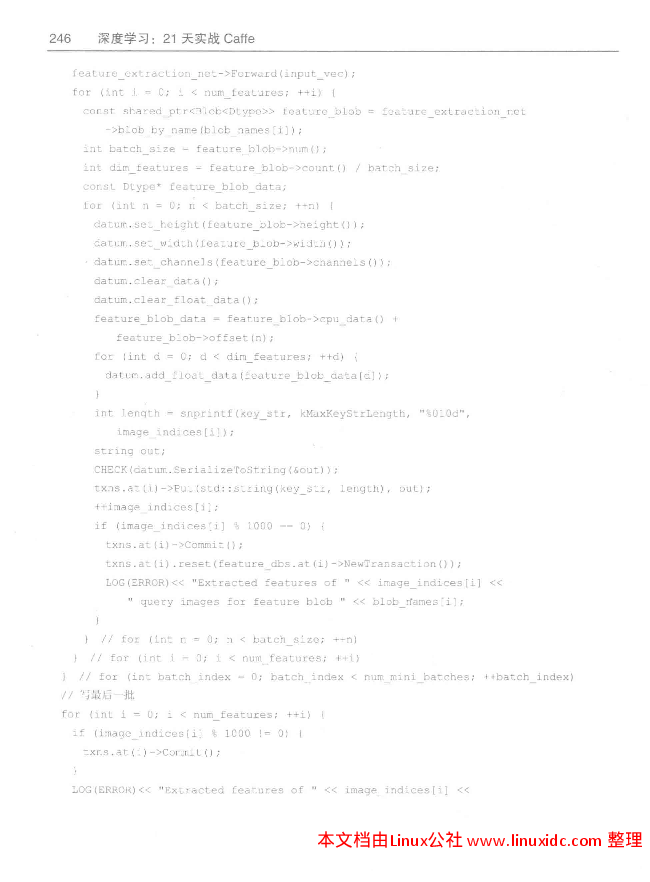 246 深度学习：21 天实战 Caffe
feature_extraction_net->Forward(input_vec);
for (int i = 0; i < num_features; ++i) {
const shared_ptr<Blob<Dtype>> feature_blob = feature_extraction_net
->blob_by_name(blob_names[i]);
int batch_size = feature_blob->num();
int dim_features = feature_blob->count() / batch_size;
const Dtype* feature_blob_data;
for (int n = 0; n < batch_size; ++n) {
datum.set_height(feature_blob->height());
datum.set_width(feature_blob->width());
datum.set_channels(feature_blob->channels());
datum.clear_data();
datum.clear_float_data();
feature_blob_data = feature_blob->cpu_data() +
feature_blob->offset(n);
for (int d = 0; d < dim_features; ++d) {
datum.add_float_data(feature_blob_data[d]);
}
int length = snprintf(key_str, kMaxKeyStrLength, "%010d",
image_indices[i]);
string out;
CHECK(datum.SerializeToString(&out));
txns.at(i)->Put(std::string(key_str, length), out);
++image_indices[i];
if (image_indices[i] % 1000 == 0) {
txns.at(i)->Commit();
txns.at(i).reset(feature_dbs.at(i)->NewTransaction());
LOG(ERROR)<< "Extracted features of " << image_indices[i] <<
" query images for feature blob " << blob_names[i];
}
} // for (int n = 0; n < batch_size; ++n)
} // for (int i = 0; i < num_features; ++i)
} // for (int batch_index = 0; batch_index < num_mini_batches; ++batch_index)
// 写最后一批
for (int i = 0; i < num_features; ++i) {
if (image_indices[i] % 1000 != 0) {
txns.at(i)->Commit();
}
LOG(ERROR)<< "Extracted features of " << image_indices[i] <<
本文档由Linux公社 www.linuxidc.com 整理